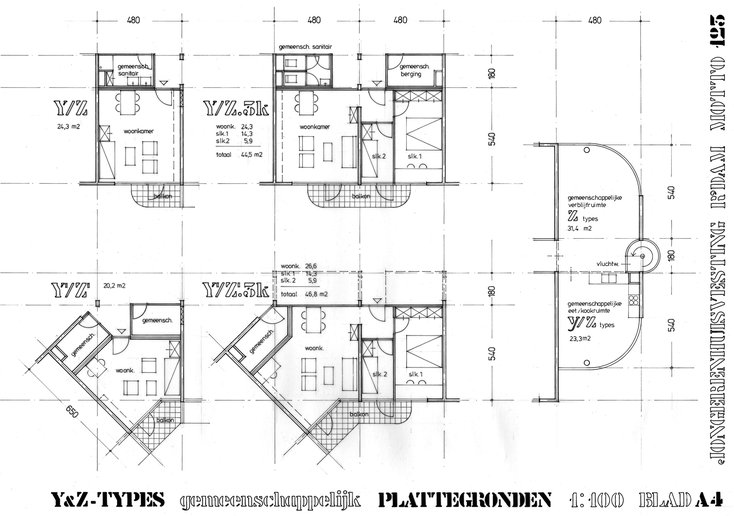 480
480
480
gemeensch. sanitair
gemeensch.
sanitair
gemeensch.
berging
180
Y/Z
24,3 m2
woonkamer
balkon
Y/Z.3k
woonk. 24,3
slk.1 14,3
slk.2 5,9
totaal 44,5 m2
woonkamer
slk.2
slk.1
balkon
540
gemeenschappelijke
verblijfruimte
Z types
31,4 m2
540
vluchtw.
180
gemeenschappelijke
eet/kookruimte
Y/Z types
23,3m2
540
20,2 m2
gemeensch.
gemeensch.
woonk.
balkon
650
woonk. 26,6
slk.1 14,3
slk.2 5,9
totaal 46,8 m2
gemeensch.
woonk.
slk.2
slk.1
balkon
180
540
JONGERENHUISVESTING R'DAM MOTTO 125
Y&Z-TYPES gemeenschappelijk PLATTEGRONDEN 1:100 BLAD A4